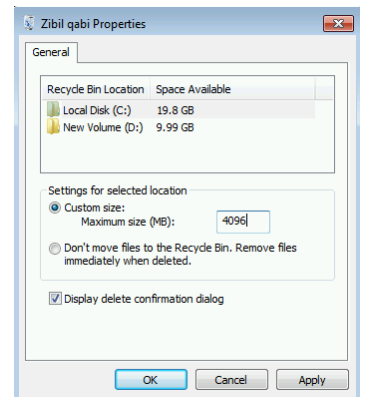 Zibil qabi Properties
General
Recycle Bin Location Space Available
Local Disk (C:) 19.8 GB
New Volume (D:) 9.99 GB
Settings for selected location
Custom size:
Maximum size (MB): 4096
Don't move files to the Recycle Bin. Remove files
immediately when deleted.
Display delete confirmation dialog
OK Cancel Apply